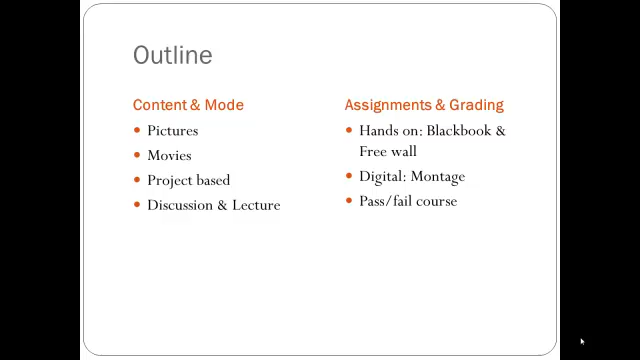 Outline
Content & Mode
Pictures
Movies
Project based
Discussion & Lecture
Assignments & Grading
Hands on: Blackbook &
Free wall
Digital: Montage
Pass/fail course